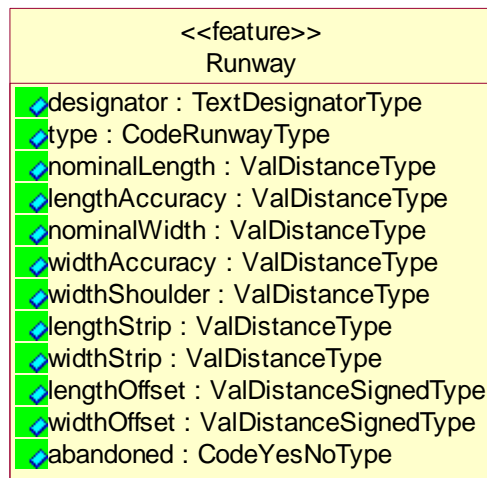 <<feature>>
Runway
designator : TextDesignatorType
type : CodeRunwayType
nominalLength : ValDistanceType
lengthAccuracy : ValDistanceType
nominalWidth : ValDistanceType
widthAccuracy : ValDistanceType
widthShoulder : ValDistanceType
lengthStrip : ValDistanceType
widthStrip : ValDistanceType
lengthOffset : ValDistanceSignedType
widthOffset : ValDistanceSignedType
abandoned : CodeYesNoType